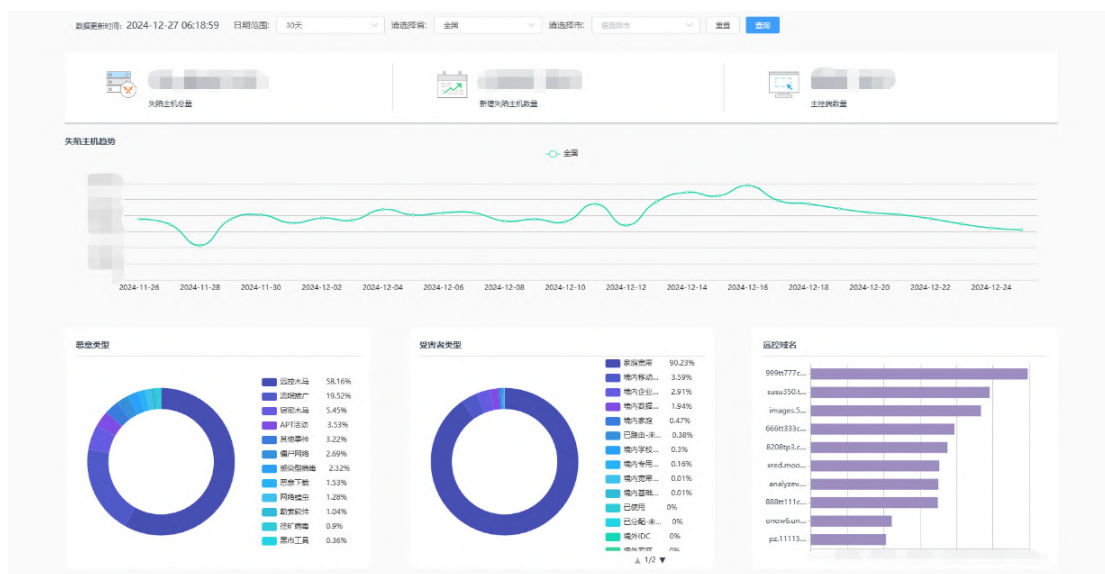 数据更新时间: 2024-12-27 06:18:59 日期范围: 30天 请选择省: 全国 请选择市: 请选择市 重置 查询
失陷主机总量 新增失陷主机数量 主控端数量
失陷主机趋势
全国
2024-11-26 2024-11-28 2024-11-30 2024-12-02 2024-12-04 2024-12-06 2024-12-08 2024-12-10 2024-12-12 2024-12-14 2024-12-16 2024-12-18 2024-12-20 2024-12-22 2024-12-24
恶意类型
远控木马 58.16%
流氓推广 19.52%
窃密木马 5.45%
APT活动 3.53%
其他事件 3.22%
僵尸网络 2.69%
感染型病毒 2.32%
恶意下载 1.53%
网络蠕虫 1.28%
勒索软件 1.04%
挖矿病毒 0.9%
黑市工具 0.36%
受害者类型
家庭宽带 90.23%
境内移动... 3.59%
境内企业... 2.91%
境内数据... 1.94%
境内家庭 0.47%
已路由-未... 0.38%
境内学校... 0.3%
境内专用... 0.16%
境内宽带... 0.01%
境内基础... 0.01%
已使用 0%
已分配-未... 0%
境外IDC 0%
境外家庭 0%
1/2
远控域名
999tt777c...
susu350.t...
images.5...
666tt333c...
8208tp3.c...
xred.moo...
analyzev...
888tt111c...
onow6.un...
pz.11115...